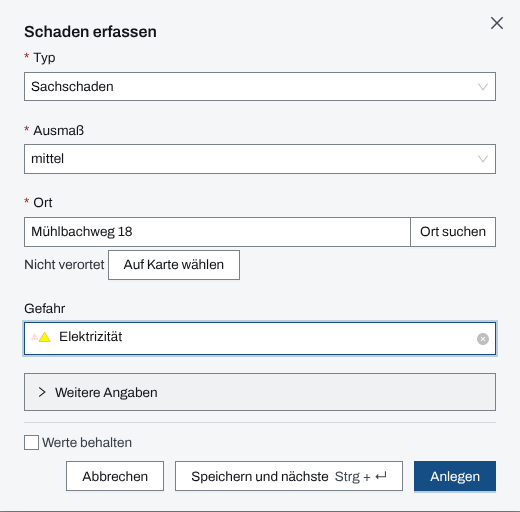 Schaden erfassen
* Typ
Sachschaden
* Ausmaß
mittel
* Ort
Mühlbachweg 18 Ort suchen
Nicht verortet Auf Karte wählen
Gefahr
Elektrizität
Weitere Angaben
Werte behalten
Abbrechen Speichern und nächste Strg + ↵ Anlegen